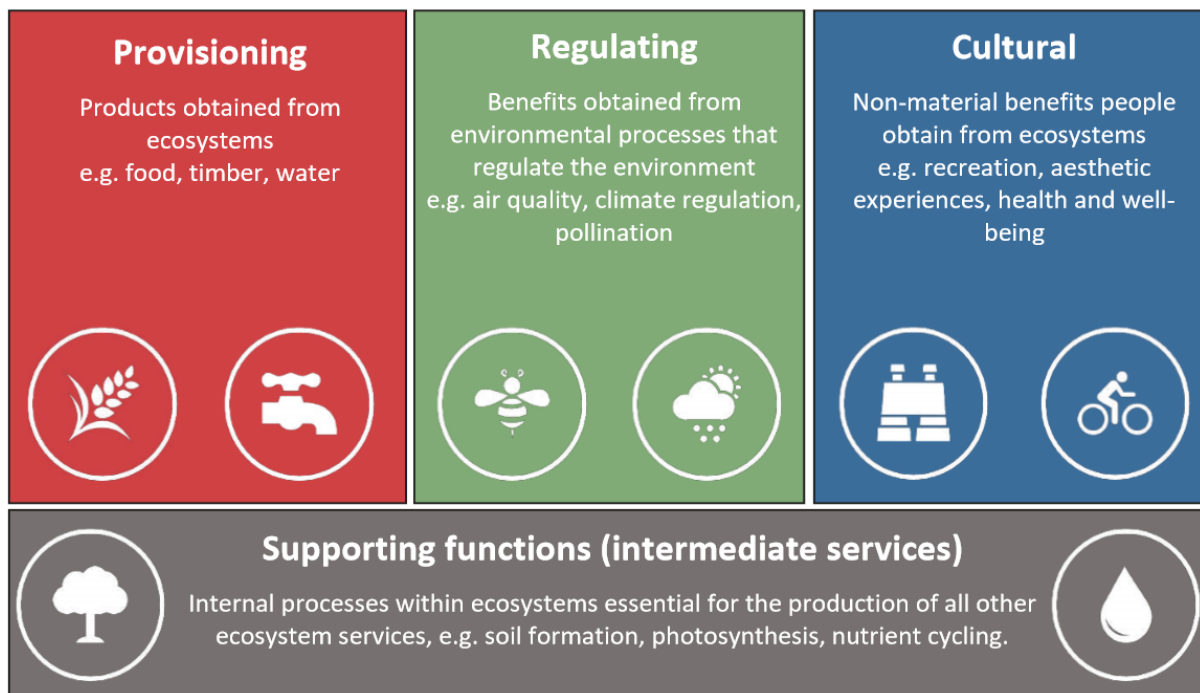 Provisioning
Products obtained from
ecosystems
e.g. food, timber, water
Regulating
Benefits obtained from
environmental processes that
regulate the environment
e.g. air quality, climate regulation,
pollination
Cultural
Non-material benefits people
obtain from ecosystems
e.g. recreation, aesthetic
experiences, health and well-
being
Supporting functions (intermediate services)
Internal processes within ecosystems essential for the production of all other
ecosystem services, e.g. soil formation, photosynthesis, nutrient cycling.